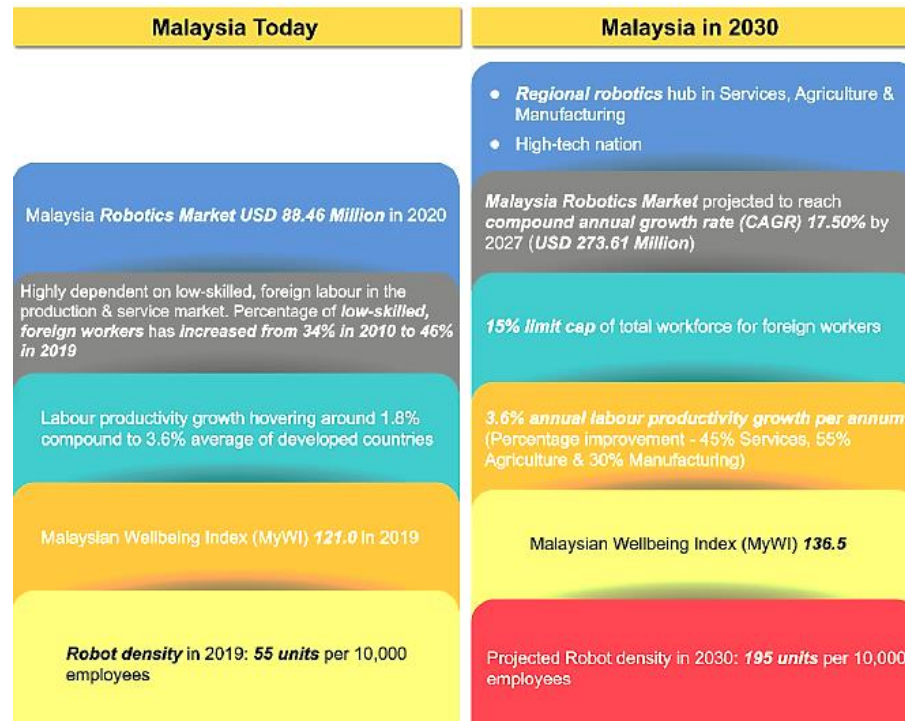 Malaysia Today
Malaysia Robotics Market USD 88.46 Million in 2020
Highly dependent on low-skilled, foreign labour in the
production & service market. Percentage of low-skilled,
foreign workers has increased from 34% in 2010 to 46%
in 2019
Labour productivity growth hovering around 1.8%
compound to 3.6% average of developed countries
Malaysian Wellbeing Index (MyWI) 121.0 in 2019
Robot density in 2019: 55 units per 10,000
employees
Malaysia in 2030
● Regional robotics hub in Services, Agriculture &
Manufacturing
● High-tech nation
Malaysia Robotics Market projected to reach
compound annual growth rate (CAGR) 17.50% by
2027 (USD 273.61 Million)
15% limit cap of total workforce for foreign workers
3.6% annual labour productivity growth per annum
(Percentage improvement - 45% Services, 55%
Agriculture & 30% Manufacturing)
Malaysian Wellbeing Index (MyWI) 136.5
Projected Robot density in 2030: 195 units per 10,000
employees